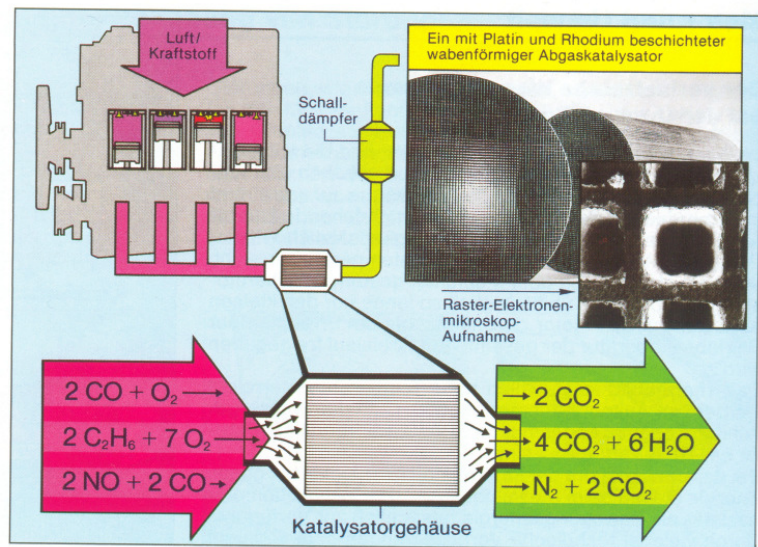 Luft/
Kraftstoff
Schall-
dämpfer
Ein mit Platin und Rhodium beschichteter
wabenförmiger Abgaskatalysator
Raster-Elektronen-
mikroskop-
Aufnahme
2 CO + O₂ →
2 C₂H₆ + 7 O₂ →
2 NO + 2 CO →
→ 2 CO₂
→ 4 CO₂ + 6 H₂O
→ N₂ + 2 CO₂
Katalysatorgehäuse